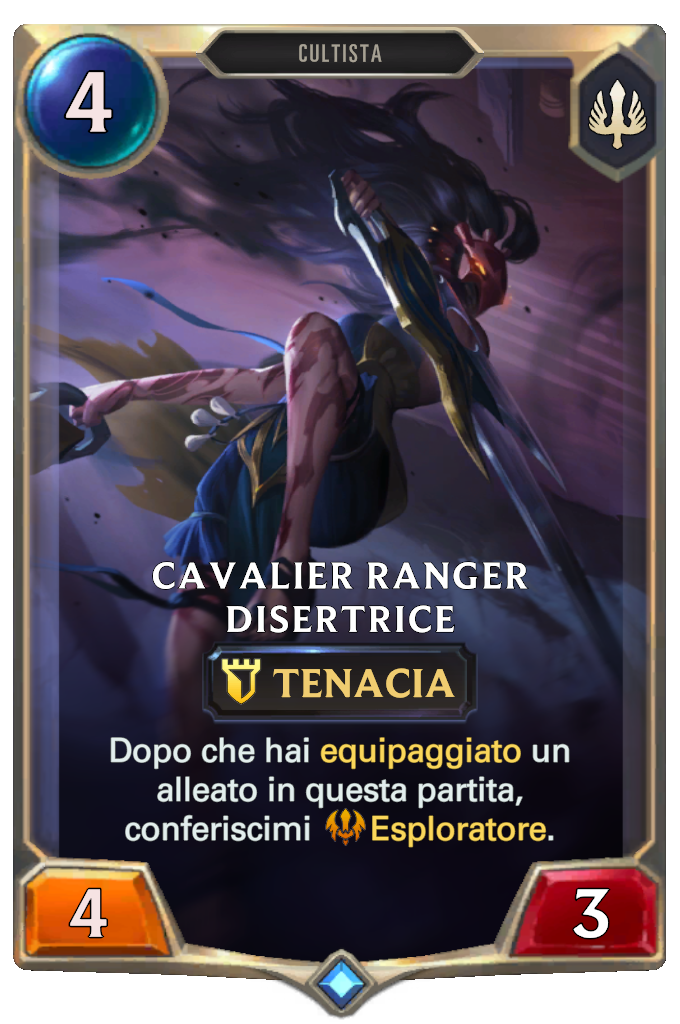 CULTISTA
4
CAVALIER RANGER
DISERTRICE
TENACIA
Dopo che hai equipaggiato un
alleato in questa partita,
conferiscimi Esploratore.
4
3